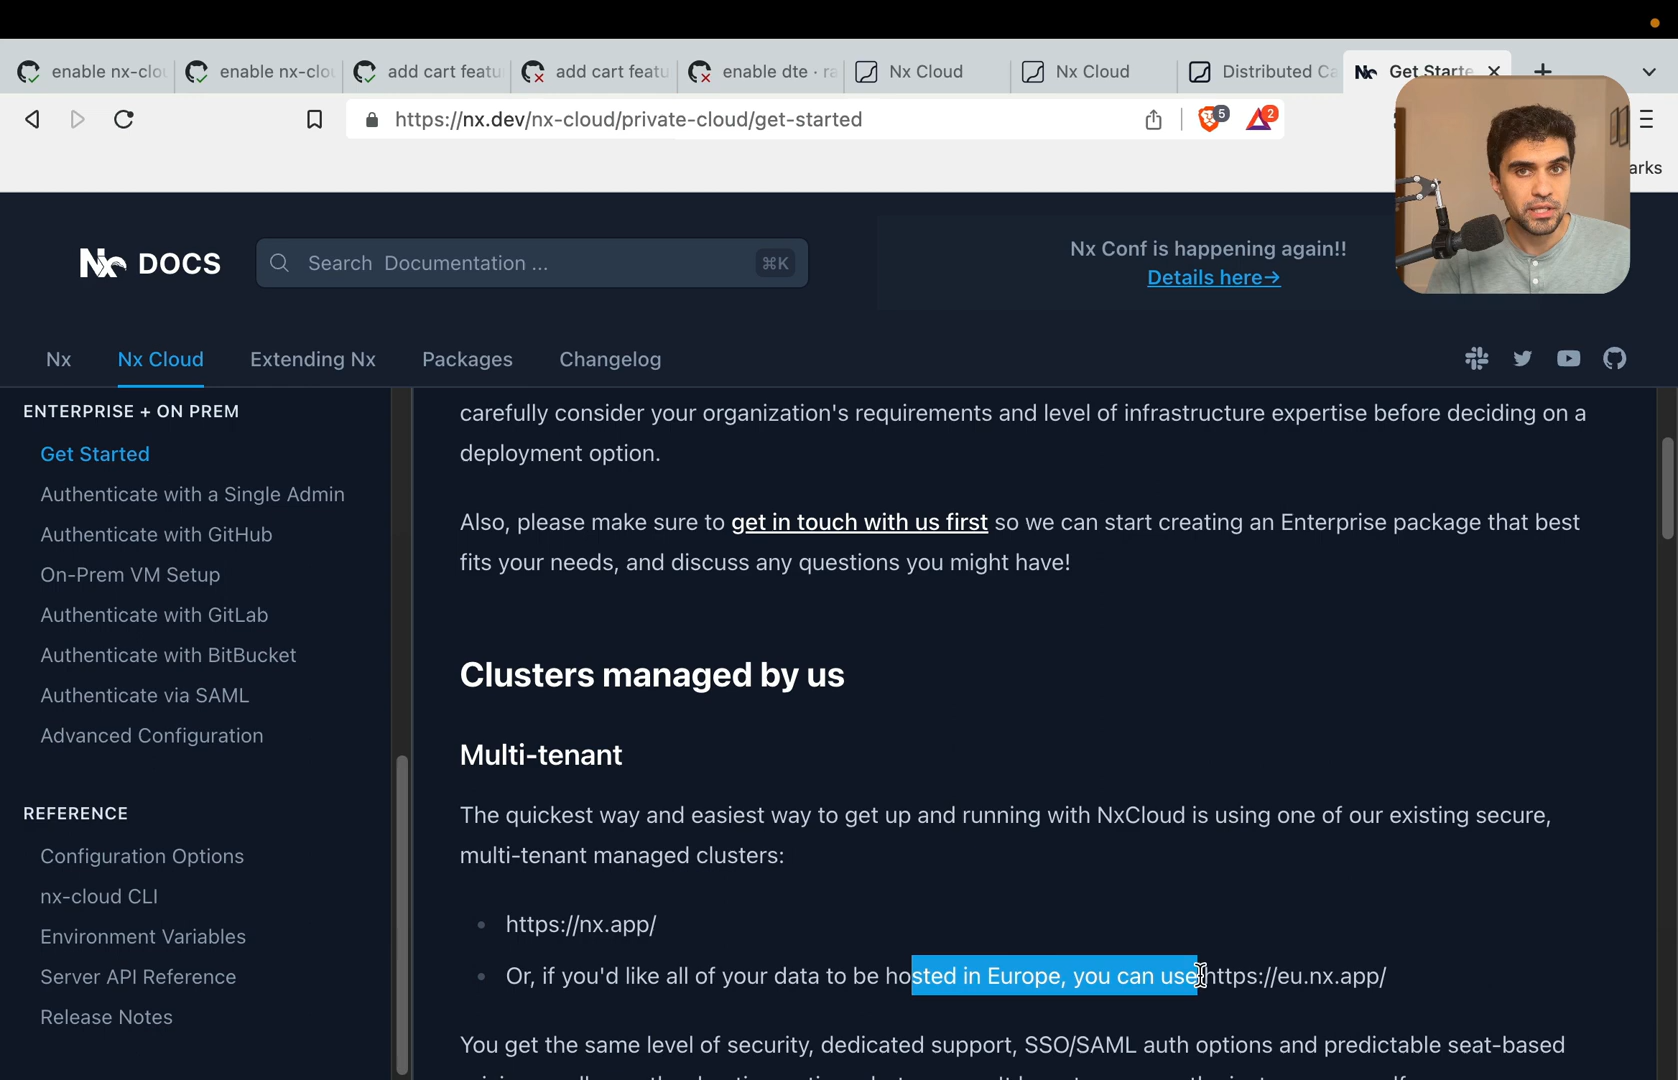 enable nx-clou
enable nx-clou
add cart featu
add cart featu
enable dte · ra
Nx Cloud
Nx Cloud
Distributed Ca
Get Starte
https://nx.dev/nx-cloud/private-cloud/get-started
5
2
arks
Nx DOCS
Search Documentation ...
⌘K
Nx Conf is happening again!!
Details here→
Nx
Nx Cloud
Extending Nx
Packages
Changelog
ENTERPRISE + ON PREM
Get Started
Authenticate with a Single Admin
Authenticate with GitHub
On-Prem VM Setup
Authenticate with GitLab
Authenticate with BitBucket
Authenticate via SAML
Advanced Configuration
REFERENCE
Configuration Options
nx-cloud CLI
Environment Variables
Server API Reference
Release Notes
carefully consider your organization's requirements and level of infrastructure expertise before deciding on a
deployment option.
Also, please make sure to get in touch with us first so we can start creating an Enterprise package that best
fits your needs, and discuss any questions you might have!
Clusters managed by us
Multi-tenant
The quickest way and easiest way to get up and running with NxCloud is using one of our existing secure,
multi-tenant managed clusters:
• https://nx.app/
• Or, if you'd like all of your data to be hosted in Europe, you can use https://eu.nx.app/
You get the same level of security, dedicated support, SSO/SAML auth options and predictable seat-based